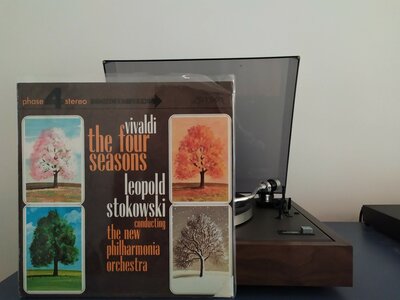 phase 4 stereo
vivaldi
the four
seasons
leopold
stokowski
conducting
the new
philharmonia
orchestra